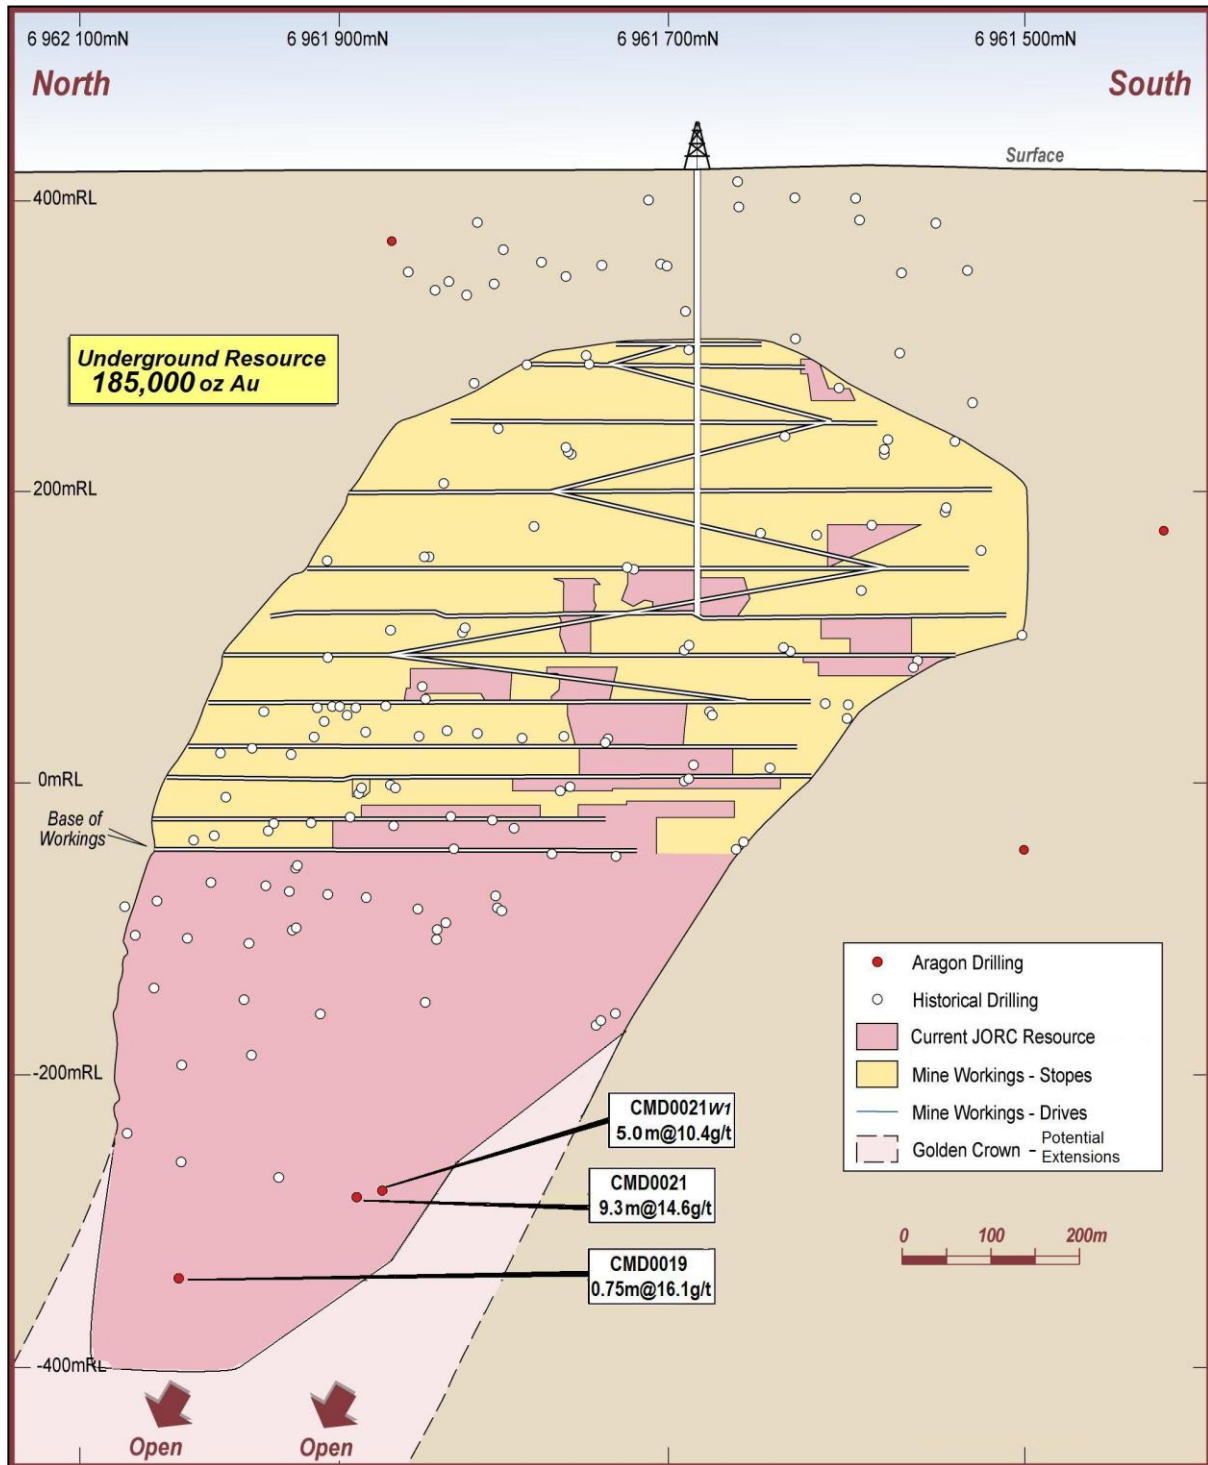 6 962 100mN
6 961 900mN
6 961 700mN
6 961 500mN
North
South
Surface
400mRL
Underground Resource
185,000 oz Au
200mRL
0mRL
Base of
Workings
-200mRL
-400mRL
CMD0021W1
5.0m@10.4g/t
CMD0021
9.3m@14.6g/t
CMD0019
0.75m@16.1g/t
Aragon Drilling
Historical Drilling
Current JORC Resource
Mine Workings - Stopes
Mine Workings - Drives
Golden Crown - Potential
Extensions
0 100 200m
Open
Open